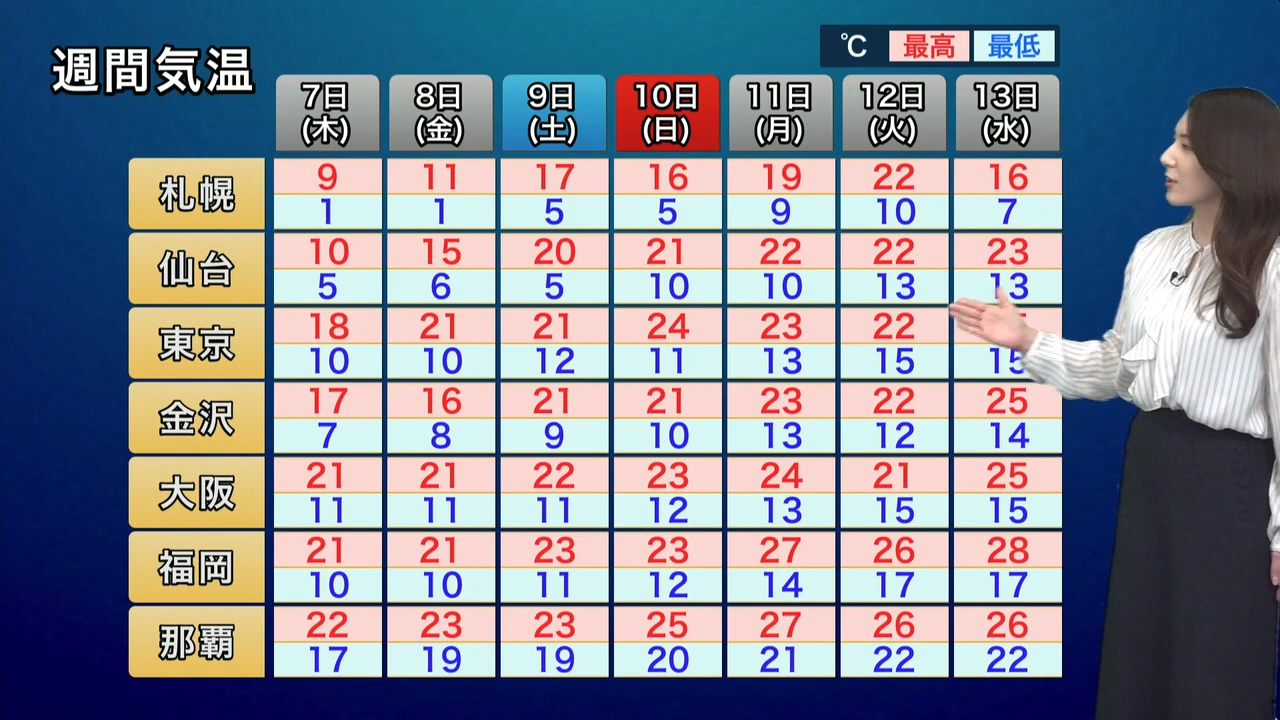 ℃ 最高 最低
週間気温
7日 8日 9日 10日 11日 12日 13日
(木) (金) (土) (日) (月) (火) (水)
札幌 9 11 17 16 19 22 16
1 1 5 5 9 10 7
仙台 10 15 20 21 22 22 23
5 6 5 10 10 13 13
東京 18 21 21 24 23 22
10 10 12 11 13 15 15
金沢 17 16 21 21 23 22 25
7 8 9 10 13 12 14
大阪 21 21 22 23 24 21 25
11 11 11 12 13 15 15
福岡 21 21 23 23 27 26 28
10 10 11 12 14 17 17
那覇 22 23 23 25 27 26 26
17 19 19 20 21 22 22